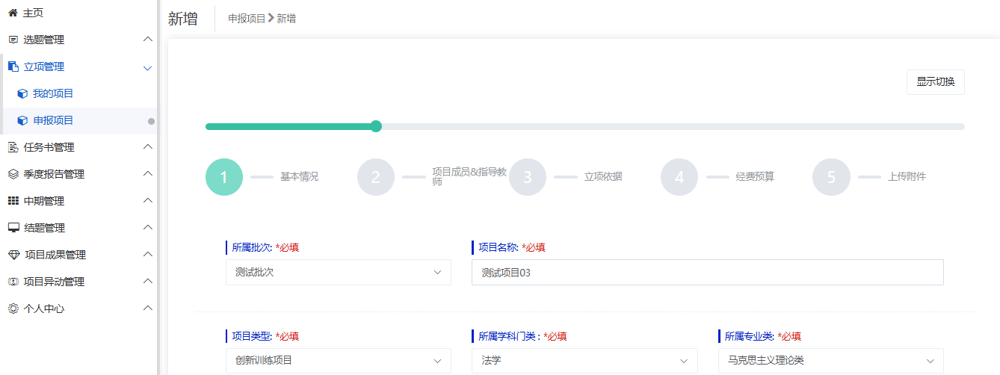 主页
选题管理
立项管理
我的项目
申报项目
任务书管理
季度报告管理
中期管理
结题管理
项目成果管理
项目异动管理
个人中心
新增
申报项目 > 新增
显示切换
1 基本情况
2 项目成员&指导教
师
3 立项依据
4 经费预算
5 上传附件
所属批次: *必填
项目名称: *必填
测试批次
测试项目03
项目类型: *必填
所属学科门类 : *必填
所属专业类: *必填
创新训练项目
法学
马克思主义理论类